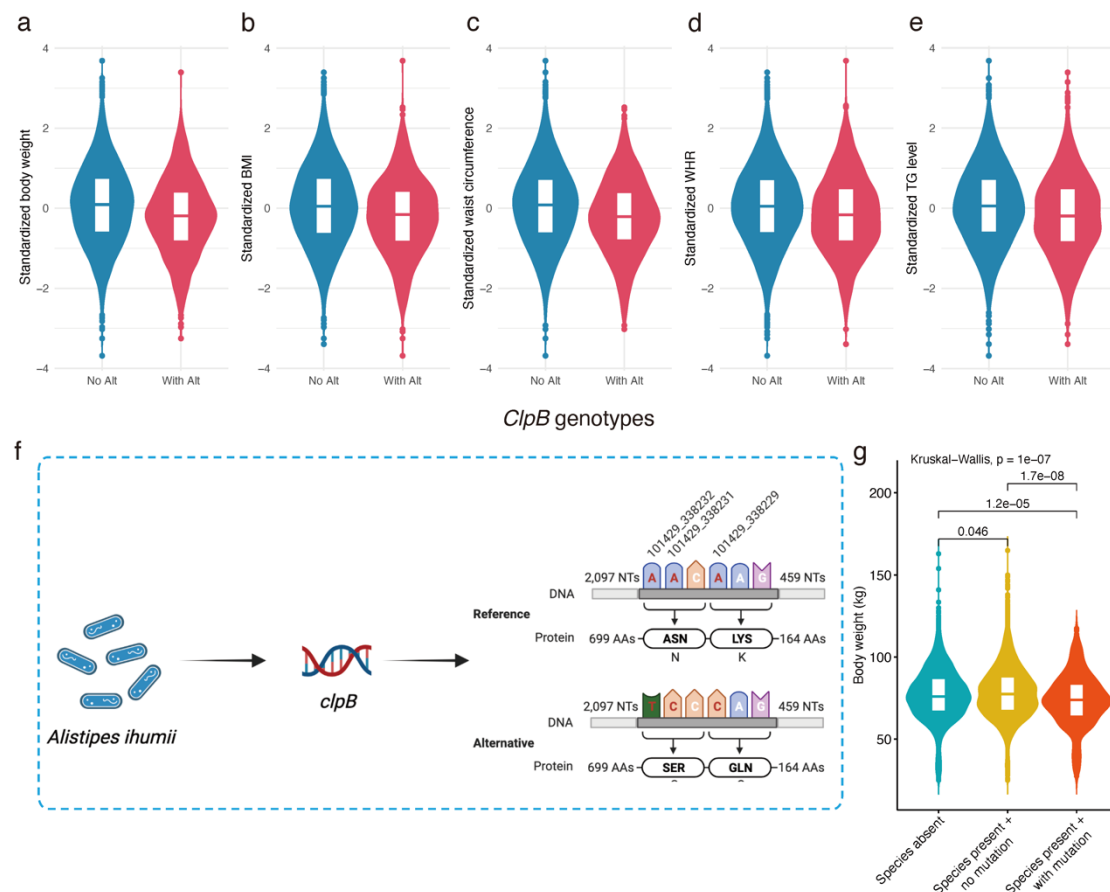 a b c d e
Standardized body weight
4
2
0
−2
−4
No Alt With Alt
Standardized BMI
No Alt With Alt
Standardized waist circumference
No Alt With Alt
Standardized WHR
No Alt With Alt
Standardized TG level
No Alt With Alt
ClpB genotypes
f
Alistipes ihumii
clpB
101429_338232
101429_338231
101429_338229
2,097 NTs A A C A A G 459 NTs
DNA
Reference
Protein 699 AAs ASN LYS 164 AAs
N K
2,097 NTs T C C C A G 459 NTs
DNA
Alternative
Protein 699 AAs SER GLN 164 AAs
g
Kruskal−Wallis, p = 1e−07
1.7e−08
1.2e−05
0.046
Body weight (kg)
200
150
100
50
Species absent
Species present +
no mutation
Species present +
with mutation